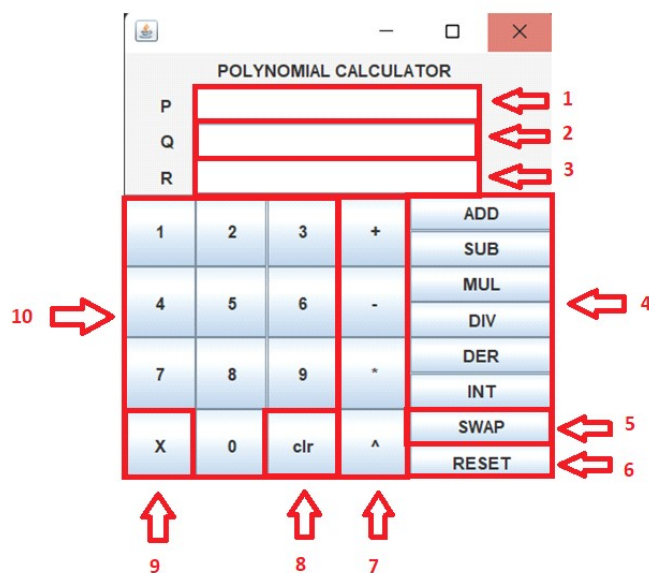 POLYNOMIAL CALCULATOR
P 1
Q 2
R 3
1 2 3 + ADD
SUB
4 5 6 - MUL
10 4
DIV
7 8 9 * DER
INT
X 0 clr ^ SWAP 5
RESET 6
9 8 7